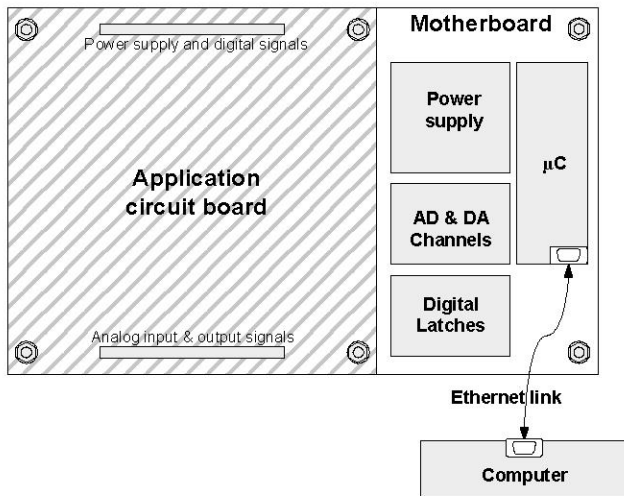 Motherboard
Power supply and digital signals
Power
supply
μC
Application
circuit board
AD & DA
Channels
Digital
Latches
Analog input & output signals
Ethernet link
Computer